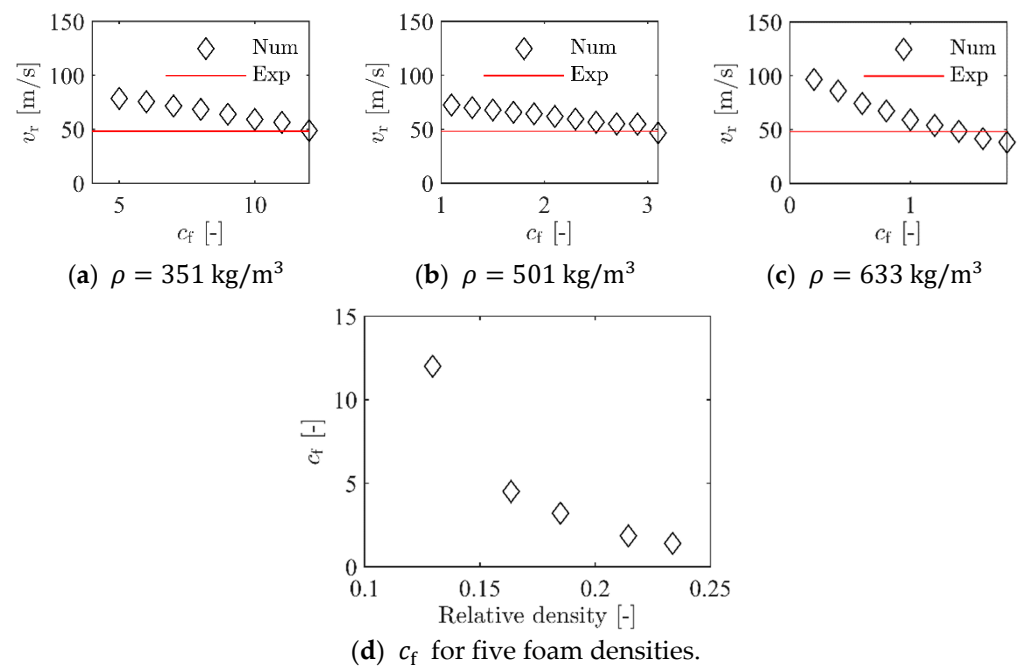 150
100
50
0
v_r [m/s]
Num
Exp
5
10
c_f [-]
(a) ρ = 351 kg/m³
150
100
50
0
v_r [m/s]
Num
Exp
1
2
3
c_f [-]
(b) ρ = 501 kg/m³
150
100
50
0
v_r [m/s]
Num
Exp
0
1
c_f [-]
(c) ρ = 633 kg/m³
15
10
5
0
c_f [-]
0.1
0.15
0.2
0.25
Relative density [-]
(d) c_f for five foam densities.